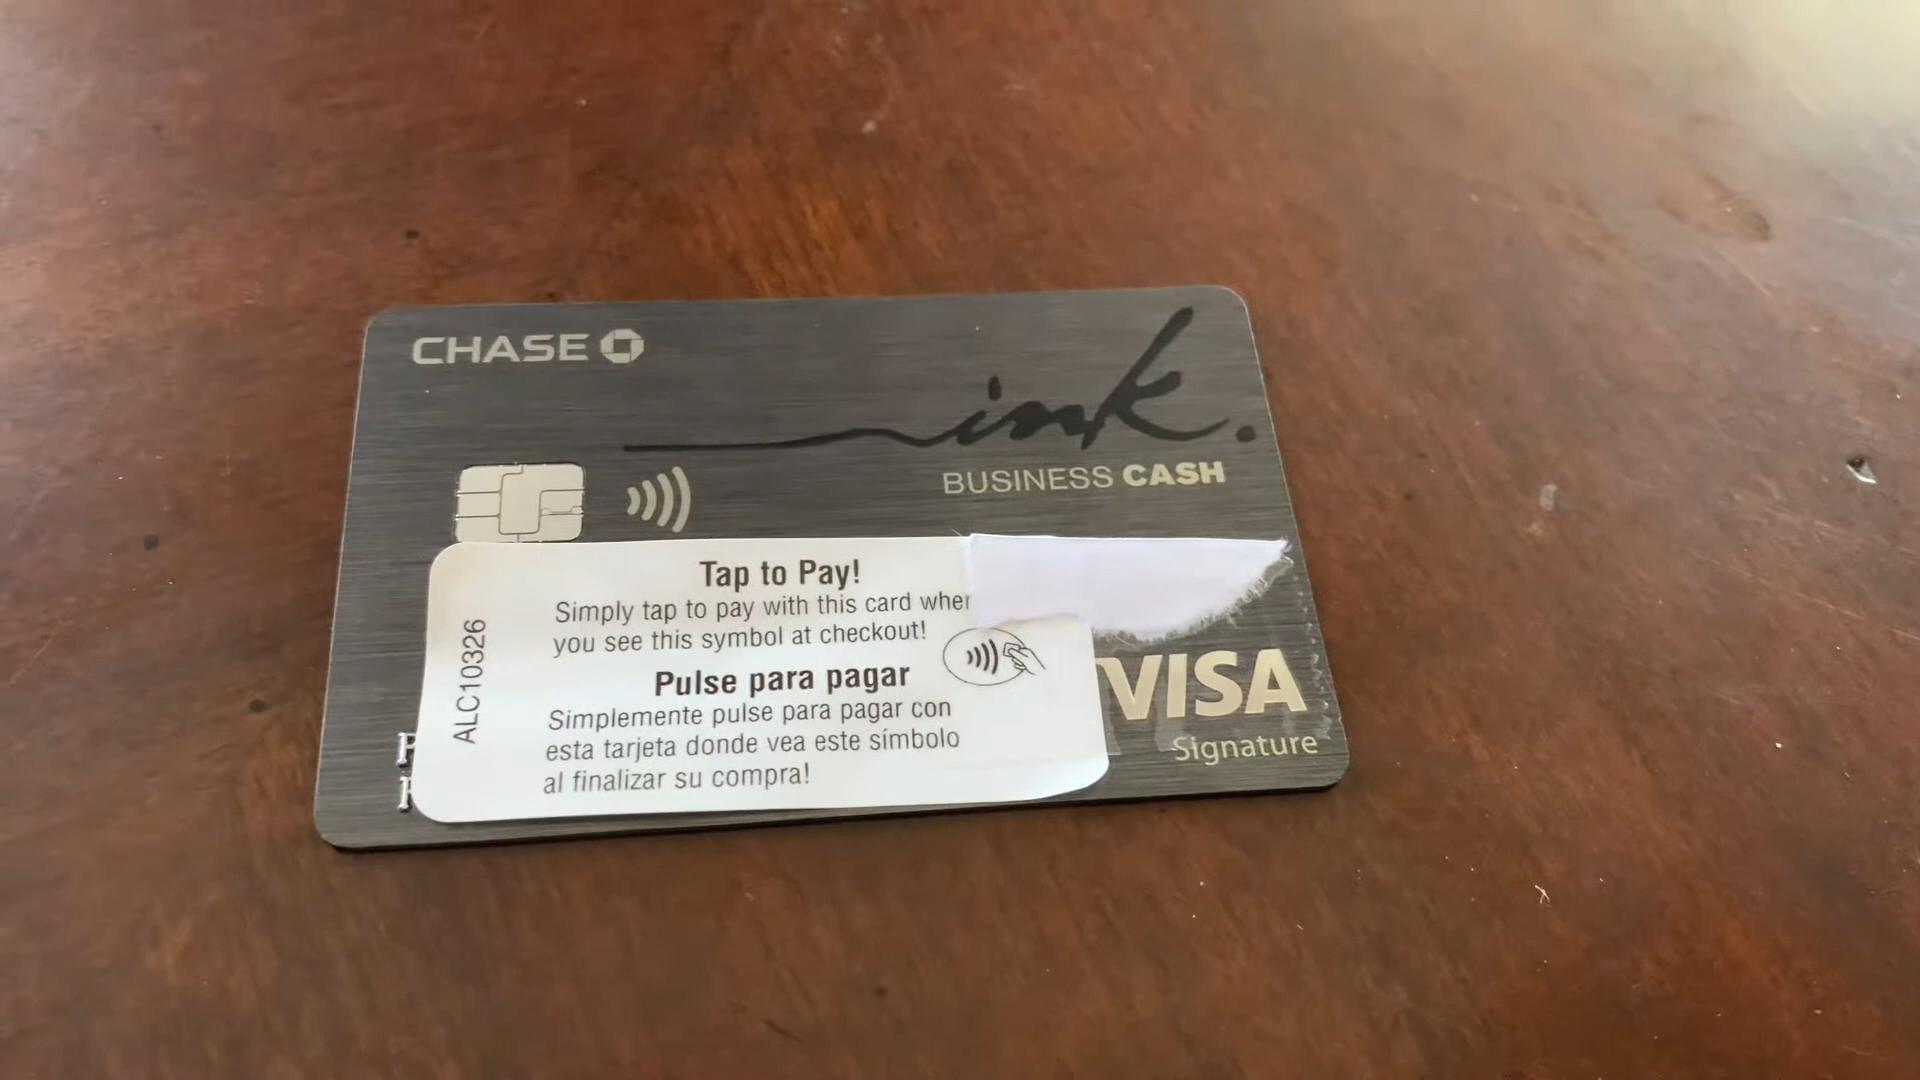 CHASE
ink.
BUSINESS CASH
Tap to Pay!
Simply tap to pay with this card when
you see this symbol at checkout!
Pulse para pagar
Simplemente pulse para pagar con
esta tarjeta donde vea este símbolo
al finalizar su compra!
ALC10326
VISA
Signature